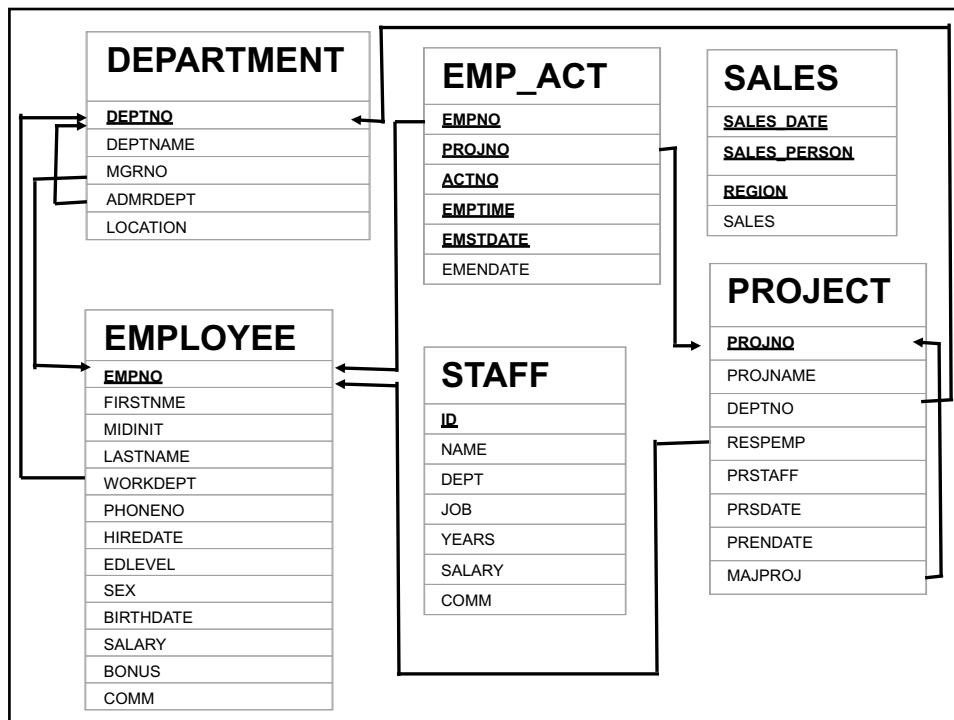 DEPARTMENT
DEPTNO
DEPTNAME
MGRNO
ADMRDEPT
LOCATION
EMP_ACT
EMPNO
PROJNO
ACTNO
EMPTIME
EMSTDATE
EMENDATE
SALES
SALES_DATE
SALES_PERSON
REGION
SALES
EMPLOYEE
EMPNO
FIRSTNME
MIDINIT
LASTNAME
WORKDEPT
PHONENO
HIREDATE
EDLEVEL
SEX
BIRTHDATE
SALARY
BONUS
COMM
STAFF
ID
NAME
DEPT
JOB
YEARS
SALARY
COMM
PROJECT
PROJNO
PROJNAME
DEPTNO
RESPEMP
PRSTAFF
PRSDATE
PRENDATE
MAJPROJ